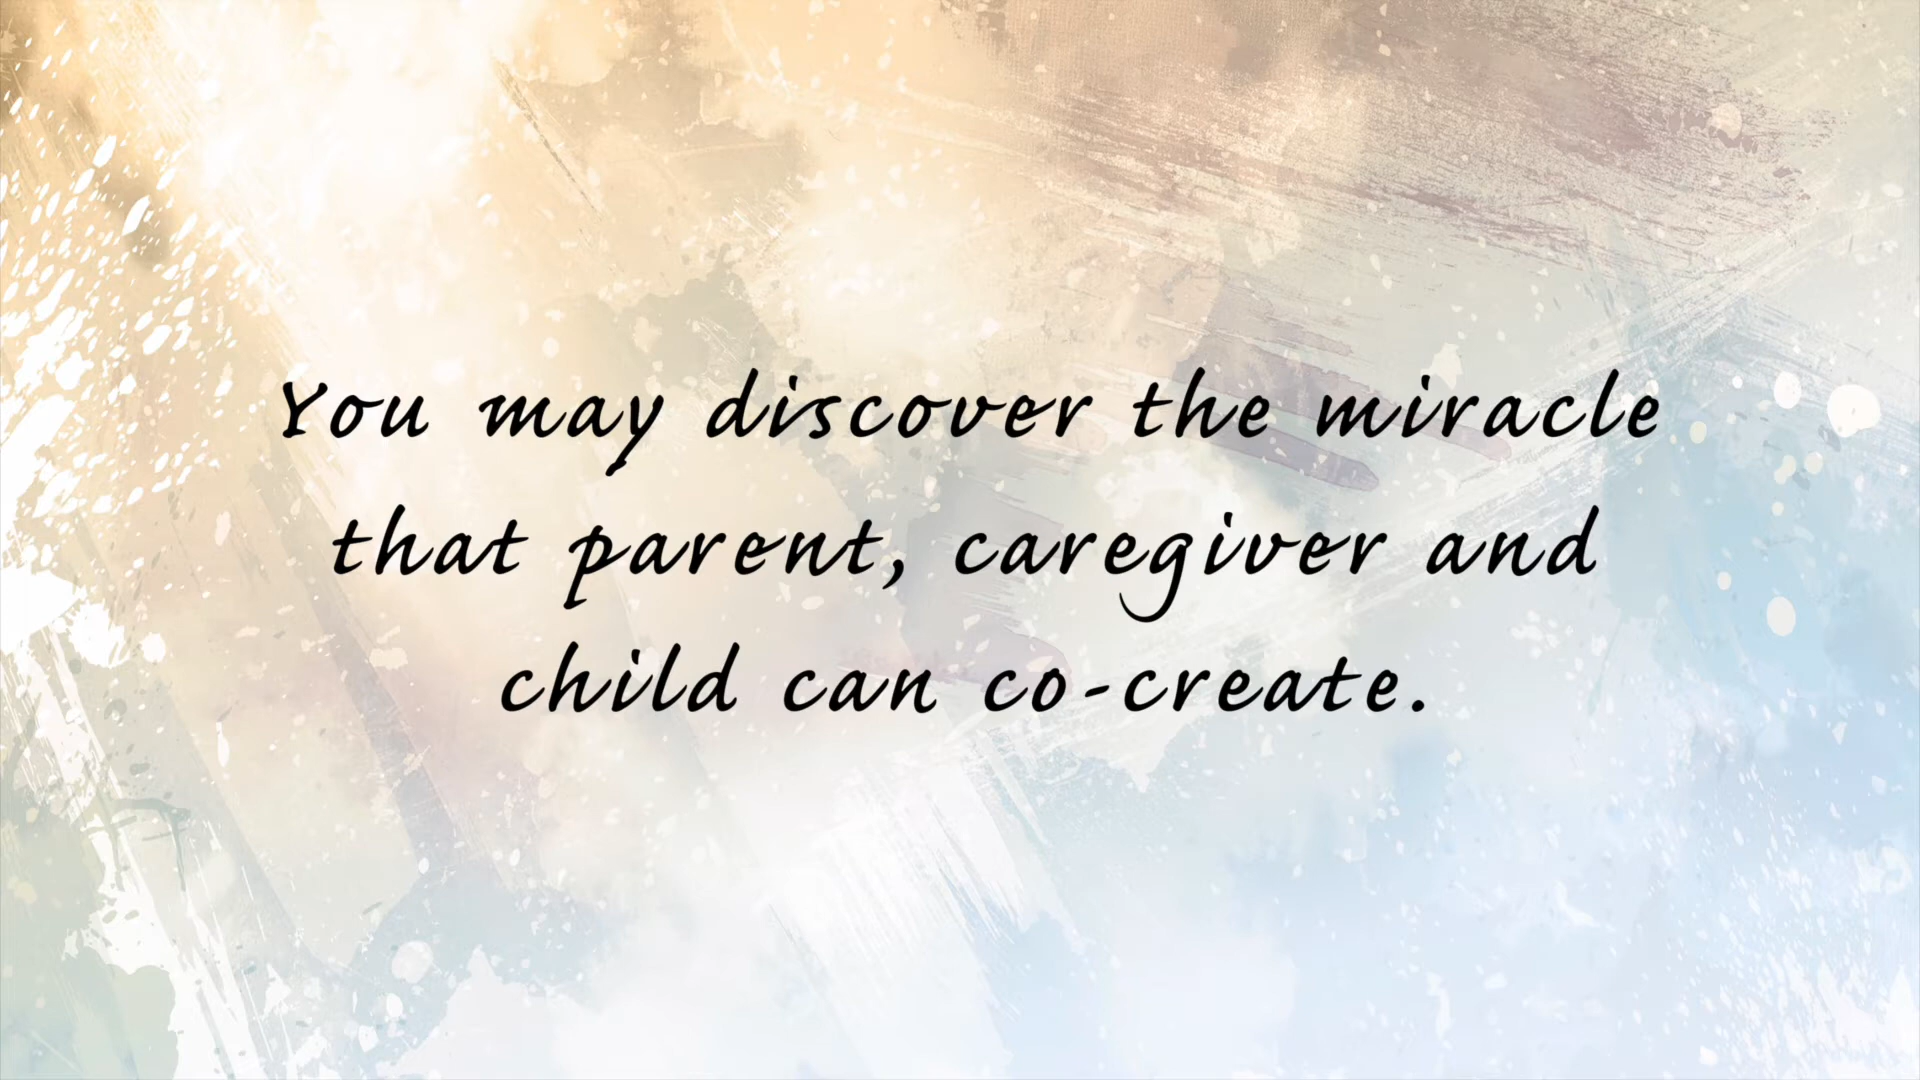 You may discover the miracle
that parent, caregiver and
child can co-create.